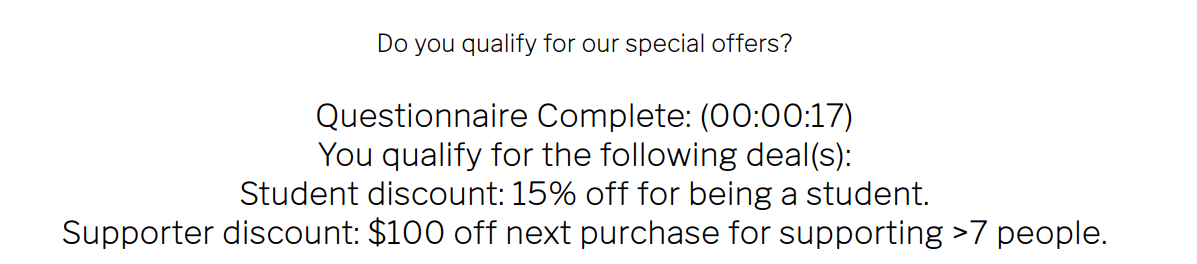 Do you qualify for our special offers?
Questionnaire Complete: (00:00:17)
You qualify for the following deal(s):
Student discount: 15% off for being a student.
Supporter discount: $100 off next purchase for supporting >7 people.